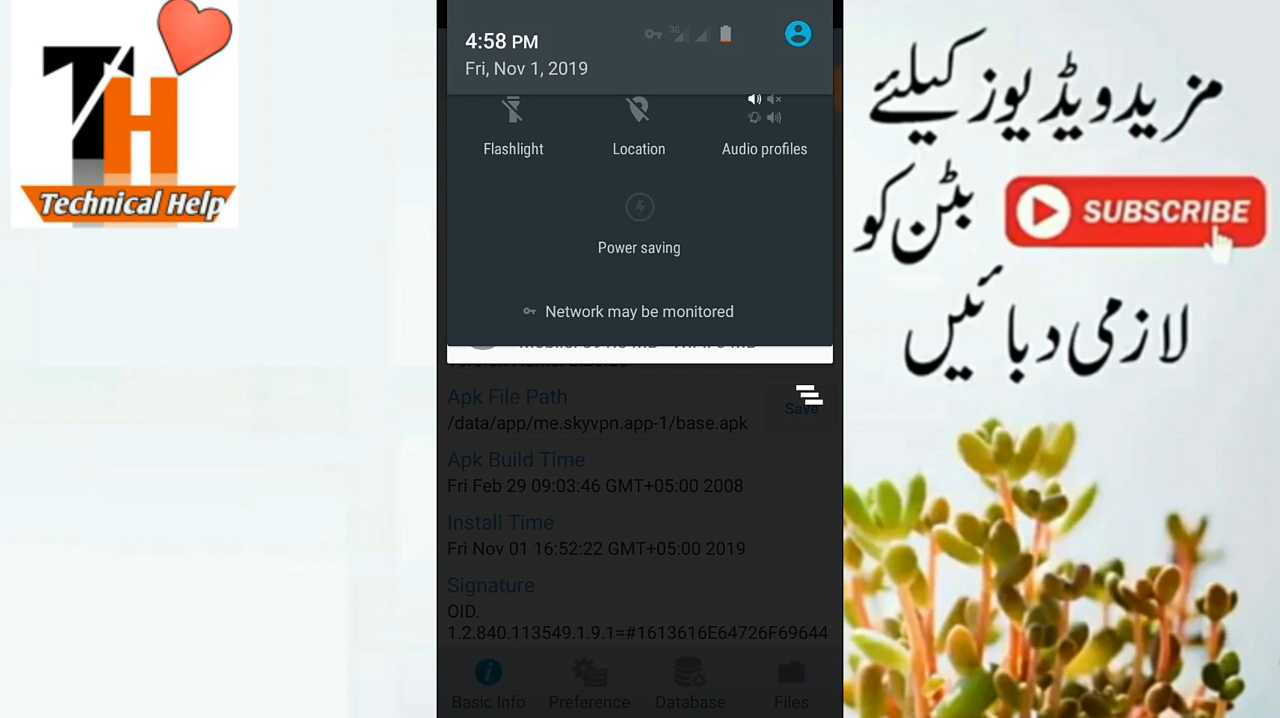 TH
Technical Help
4:58 PM
3G
Fri, Nov 1, 2019
Flashlight
Location
Audio profiles
Power saving
Network may be monitored
Apk File Path
/data/app/me.skyvpn.app-1/base.apk
Save
Apk Build Time
Fri Feb 29 09:03:46 GMT+05:00 2008
Install Time
Fri Nov 01 16:52:22 GMT+05:00 2019
Signature
OID.
1.2.840.113549.1.9.1=#1613616E64726F69644
Basic Info
Preference
Database
Files
مزید ویڈیوز کیلئے
SUBSCRIBE بٹن کو
لازمی دبائیں